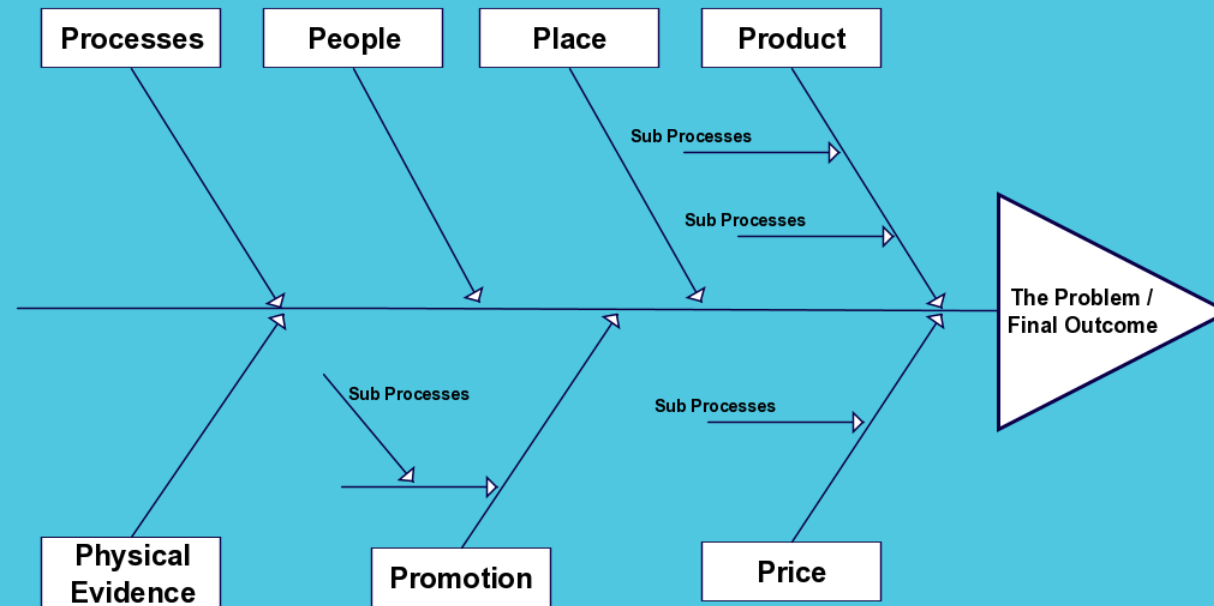 Processes
People
Place
Product
Sub Processes
Sub Processes
The Problem /
Final Outcome
Sub Processes
Sub Processes
Physical
Evidence
Promotion
Price